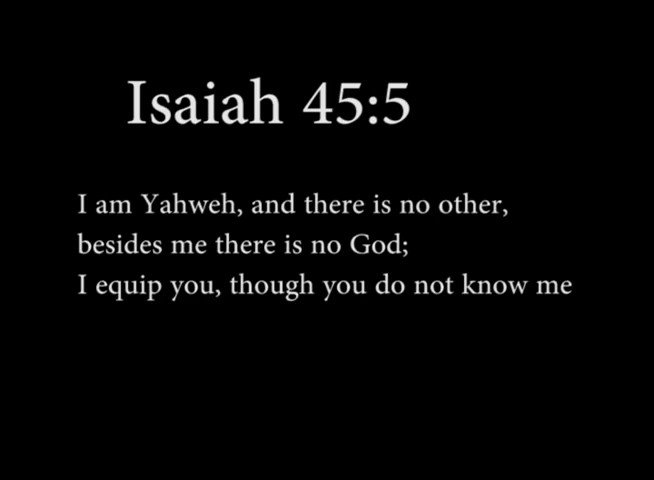 Isaiah 45:5
I am Yahweh, and there is no other,
besides me there is no God;
I equip you, though you do not know me